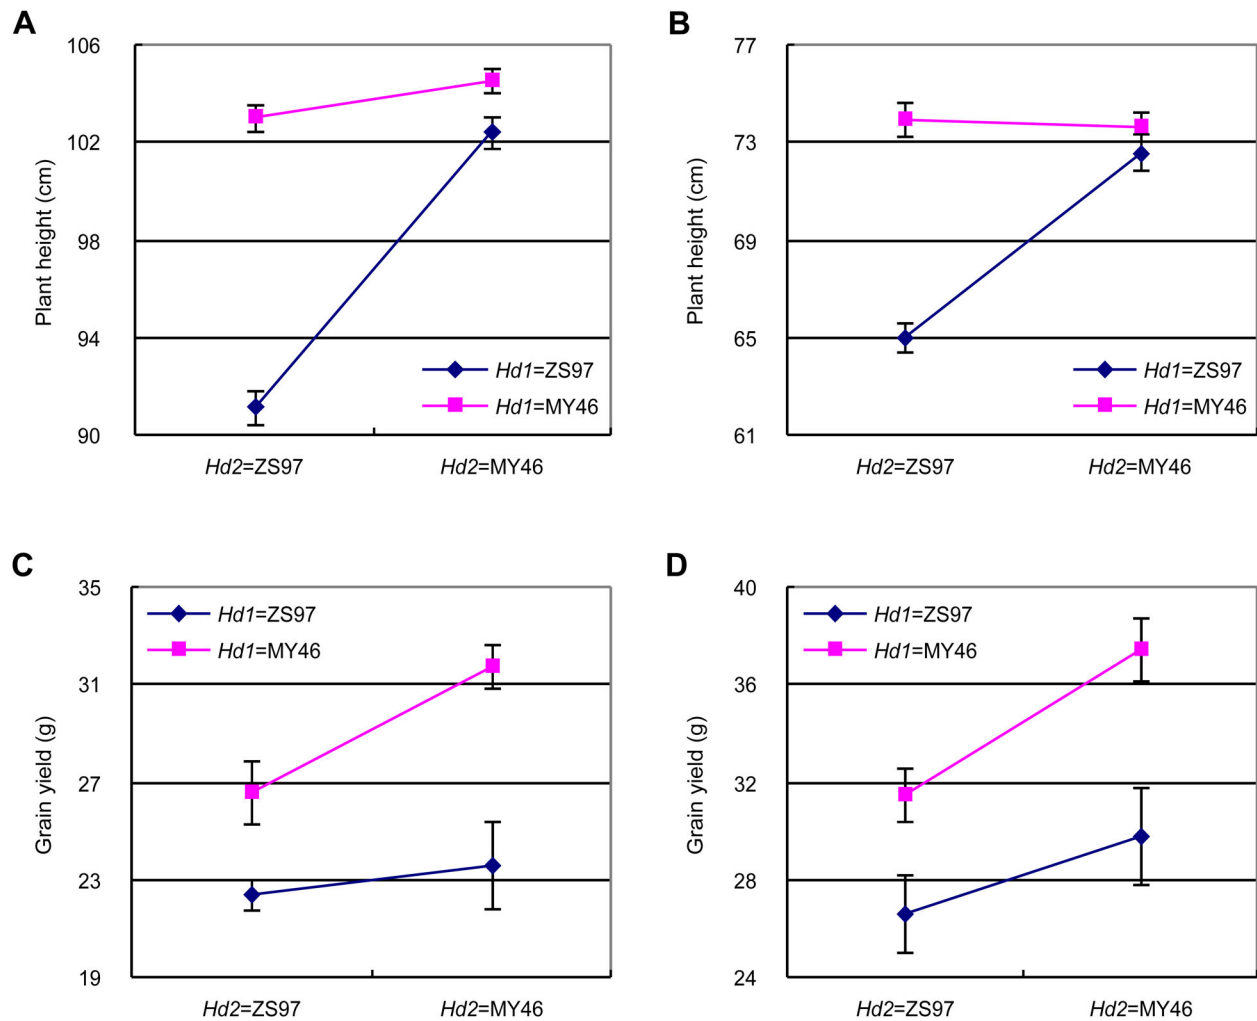 A
106
102
98
94
90
Plant height (cm)
Hd1=ZS97
Hd1=MY46
Hd2=ZS97
Hd2=MY46
B
77
73
69
65
61
Plant height (cm)
Hd1=ZS97
Hd1=MY46
Hd2=ZS97
Hd2=MY46
C
35
31
27
23
19
Grain yield (g)
Hd1=ZS97
Hd1=MY46
Hd2=ZS97
Hd2=MY46
D
40
36
32
28
24
Grain yield (g)
Hd1=ZS97
Hd1=MY46
Hd2=ZS97
Hd2=MY46